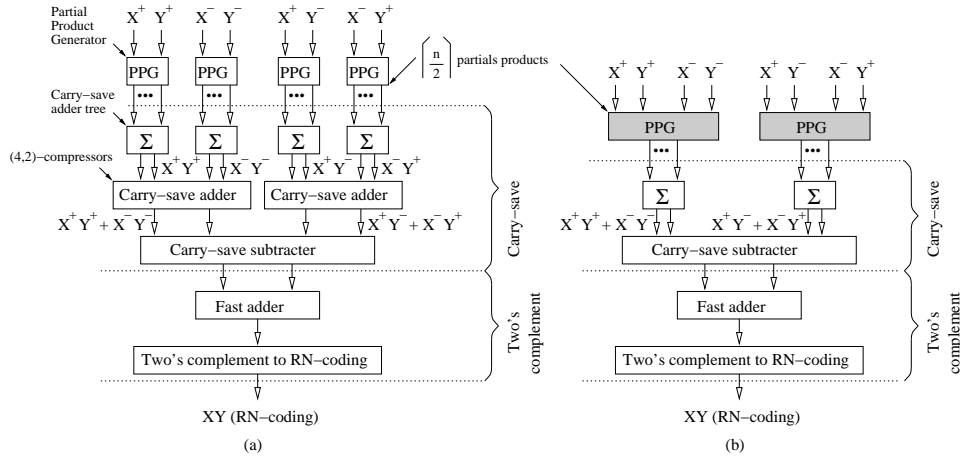 Partial
Product
Generator
X+ Y+ X− Y− X+ Y− X− Y+
PPG PPG PPG PPG
... ... ... ...
⌈n/2⌉ partials products
Carry−save
adder tree
Σ Σ Σ Σ
(4,2)−compressors
X+Y+ X−Y− X+Y− X−Y+
Carry−save adder Carry−save adder
X+Y+ + X−Y− X+Y− + X−Y+
Carry−save subtracter
Fast adder
Two's complement to RN−coding
XY (RN−coding)
(a)
Carry−save
Two's
complement
X+ Y+ X− Y− X+ Y− X− Y+
PPG PPG
... ...
Σ Σ
X+Y+ + X−Y− X+Y− + X−Y+
Carry−save subtracter
Fast adder
Two's complement to RN−coding
XY (RN−coding)
(b)
Carry−save
Two's
complement